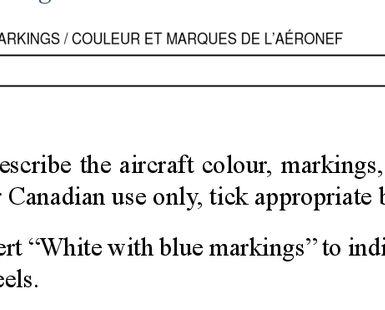 ARKINGS / COULEUR ET MARQUES DE L'AÉRONEF
escribe the aircraft colour, markings,
r Canadian use only, tick appropriate b
ert “White with blue markings” to indi
eels.